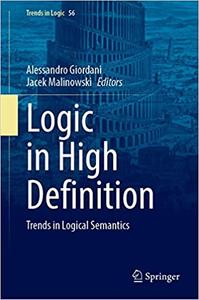 Trends in Logic 56
Alessandro Giordani
Jacek Malinowski Editors
Logic
in High
Definition
Trends in Logical Semantics
Springer